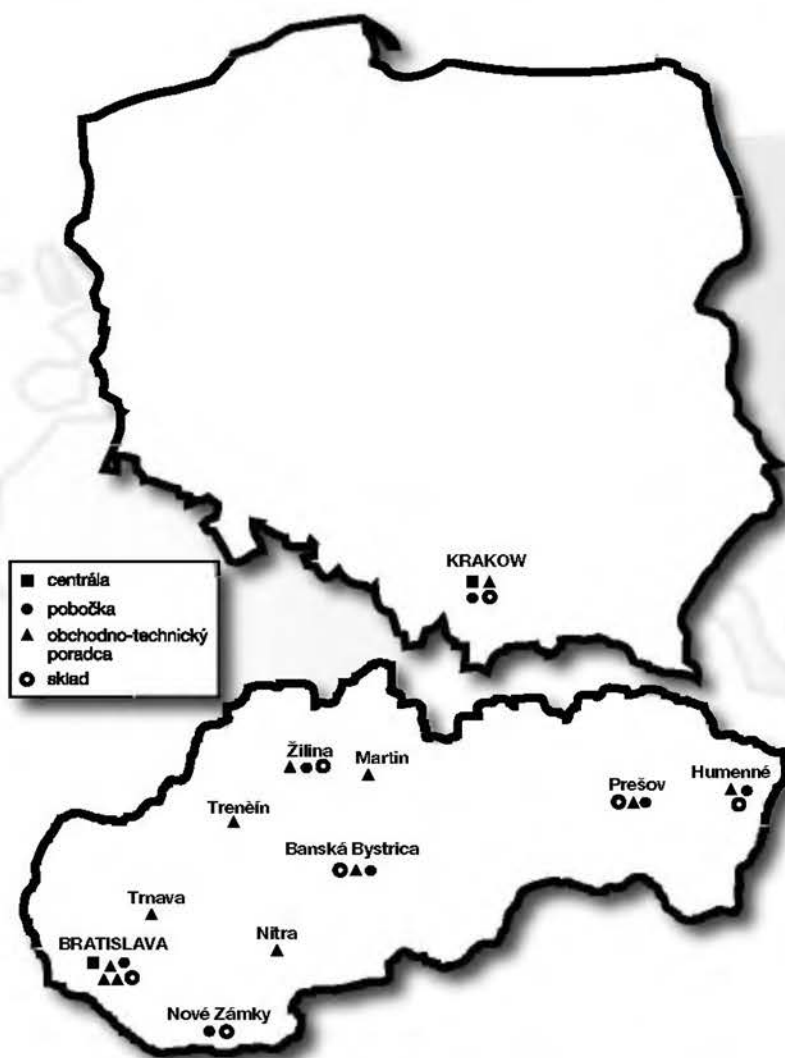 KRAKOW
centrála
pobočka
obchodno-technický
poradca
sklad
Žilina
Martin
Prešov
Humenné
Trenèín
Banská Bystrica
Trnava
BRATISLAVA
Nitra
Nové Zámky